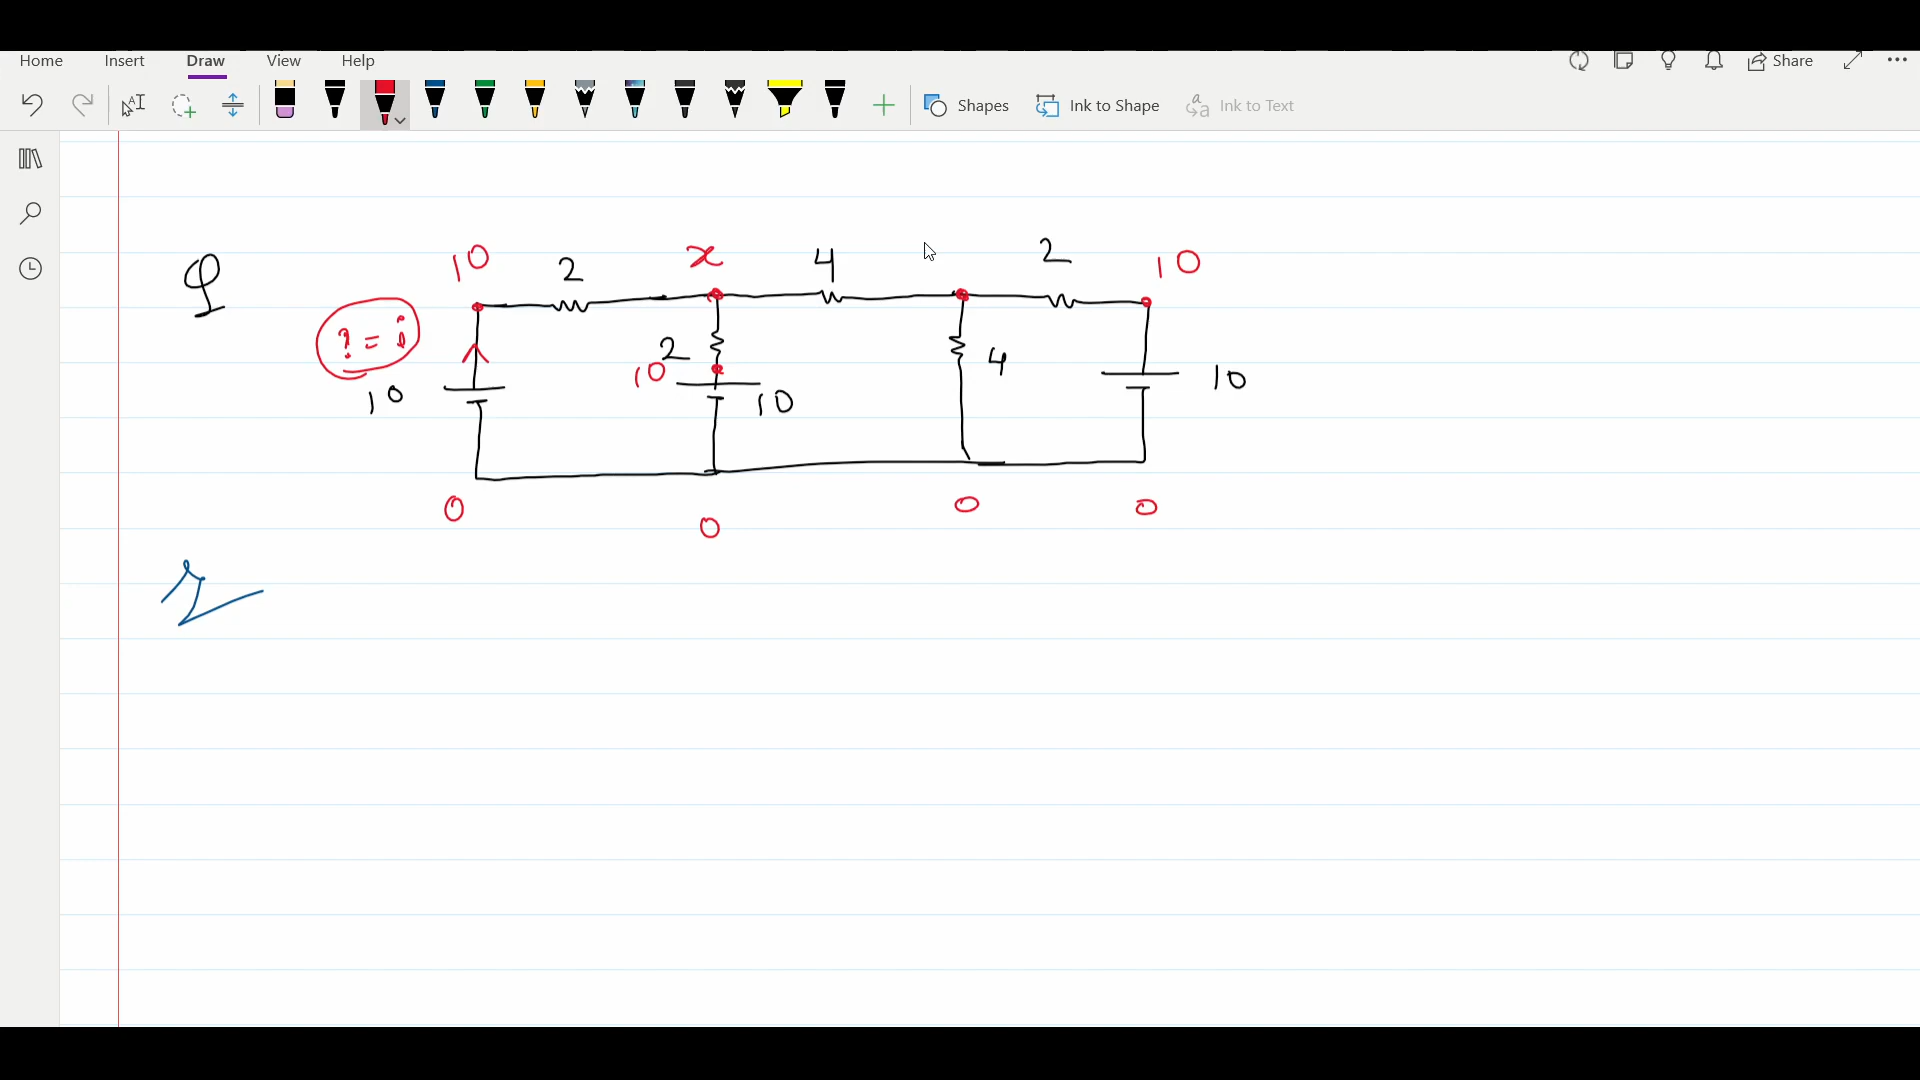 Home Insert Draw View Help Share
Shapes Ink to Shape Ink to Text
Q 10 2 x 4 2 10
? = i 2 4
10 10 10 10
0 0 0 0